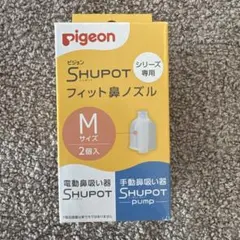 pigeon
ピジョン
SHUPOT
シリーズ
専用
フィット鼻ノズル
M
サイズ
2個入
電動鼻吸い器
SHUPOT
手動鼻吸い器
SHUPOT
pump